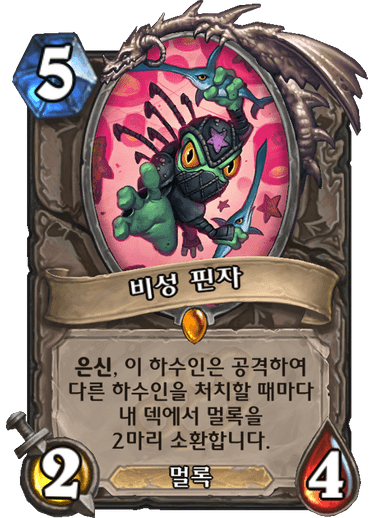 5
비성 핀자
은신, 이 하수인은 공격하여
다른 하수인을 처치할 때마다
내 덱에서 멀록을
2마리 소환합니다.
2
멀록
4